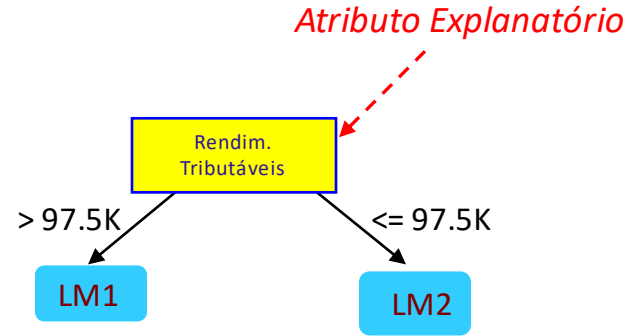 Atributo Explanatório
Rendim.
Tributáveis
> 97.5K
<= 97.5K
LM1
LM2